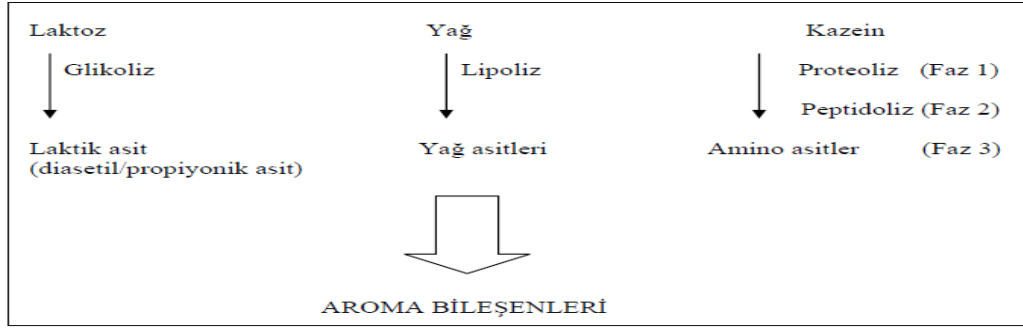 Laktoz Yağ Kazein
Glikoliz Lipoliz Proteoliz (Faz 1)
Peptidoliz (Faz 2)
Laktik asit Yağ asitleri Amino asitler (Faz 3)
(diasetil/propiyonik asit)
AROMA BİLEŞENLERİ